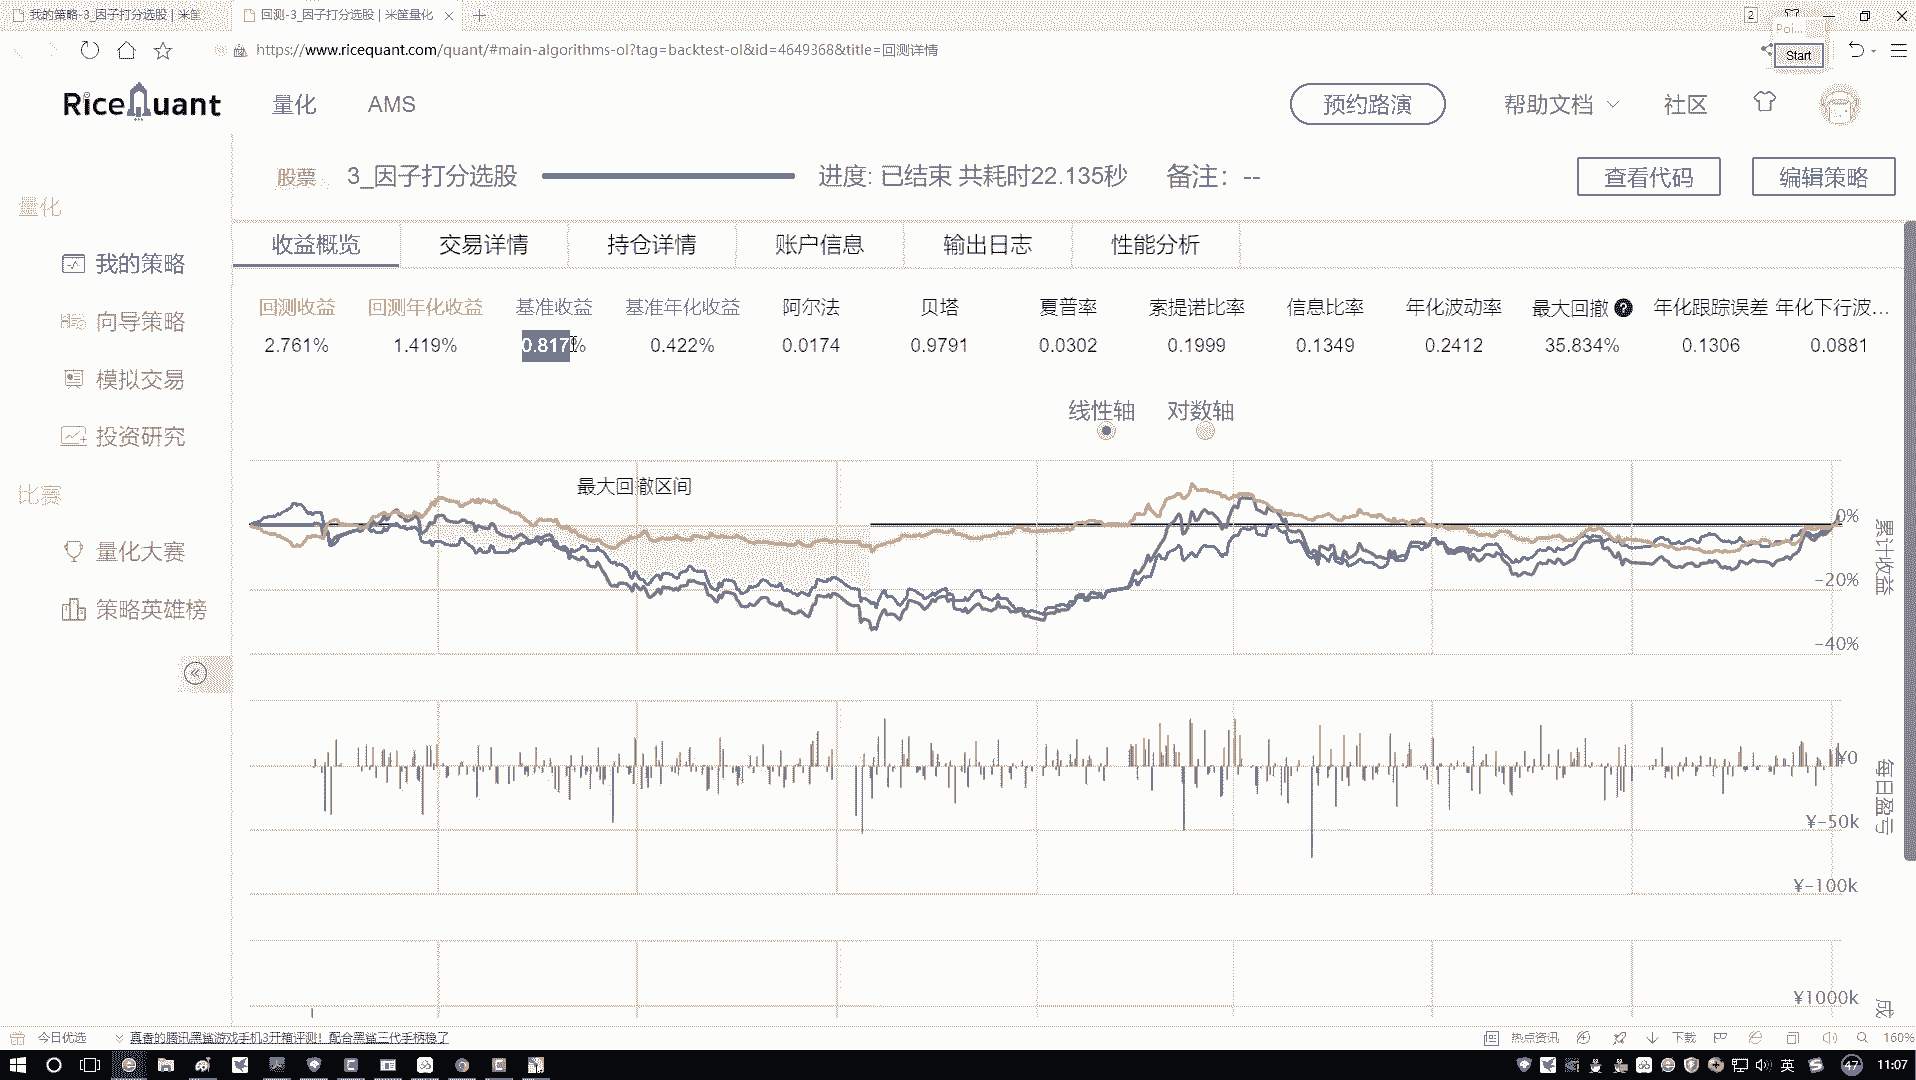 我的策略-3_因子打分选股 | 米筐
回测-3_因子打分选股 | 米筐量化
2
Poi...
Start
https://www.ricequant.com/quant/#main-algorithms-ol?tag=backtest-ol&id=4649368&title=回测详情
RiceQuant
量化
AMS
预约路演
帮助文档
社区
股票
3_因子打分选股
进度: 已结束 共耗时22.135秒
备注：--
查看代码
编辑策略
量化
我的策略
向导策略
模拟交易
投资研究
比赛
量化大赛
策略英雄榜
收益概览 交易详情 持仓详情 账户信息 输出日志 性能分析
回测收益 回测年化收益 基准收益 基准年化收益 阿尔法 贝塔 夏普率 索提诺比率 信息比率 年化波动率 最大回撤 ? 年化跟踪误差 年化下行波...
2.761% 1.419% 0.817% 0.422% 0.0174 0.9791 0.0302 0.1999 0.1349 0.2412 35.834% 0.1306 0.0881
线性轴 对数轴
最大回撤区间
0%
-20%
-40%
累计收益
¥0
¥-50k
¥-100k
每日盈亏
¥1000k
成
今日优选
真香的腾讯黑鲨游戏手机3开箱评测！配合黑鲨三代手柄稳了
热点资讯
下载
160%
英
47
11:07